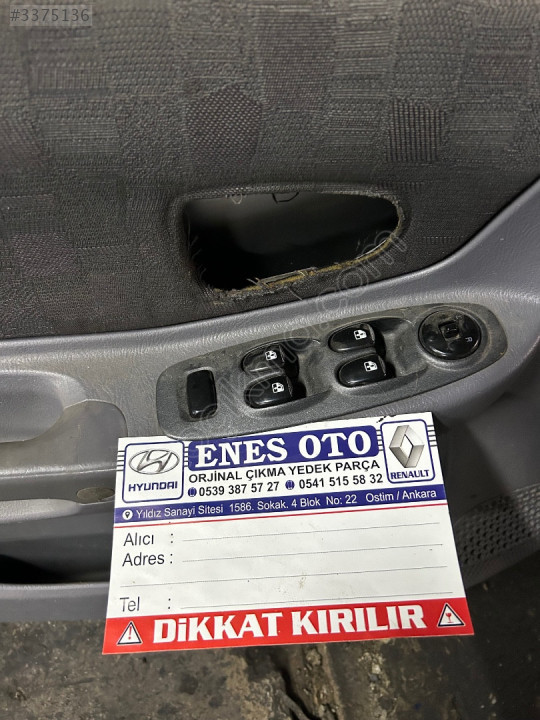 #3375136
R
ENES OTO
ORJİNAL ÇIKMA YEDEK PARÇA
0539 387 57 27 0541 515 58 32
HYUNDAI
RENAULT
Yıldız Sanayi Sitesi 1586. Sokak. 4 Blok No: 22 Ostim / Ankara
Alıcı :
Adres :
Tel :
DİKKAT KIRILIR